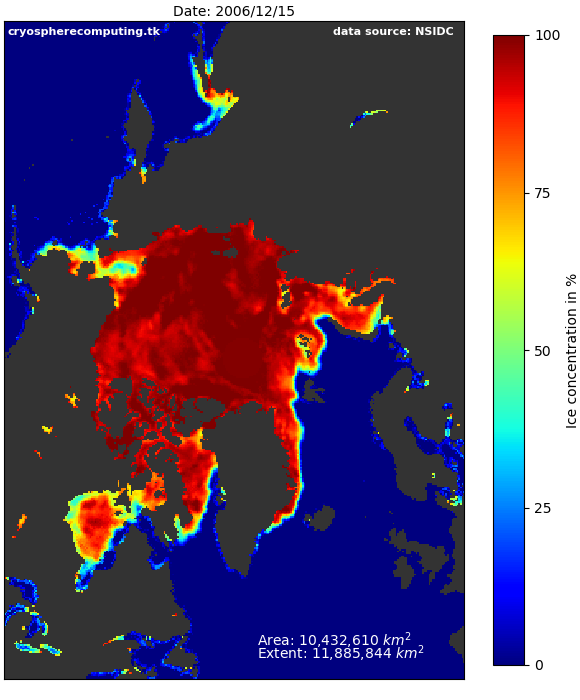 Date: 2006/12/15
cryospherecomputing.tk
data source: NSIDC
100
75
50
25
0
Ice concentration in %
Area: 10,432,610 km²
Extent: 11,885,844 km²